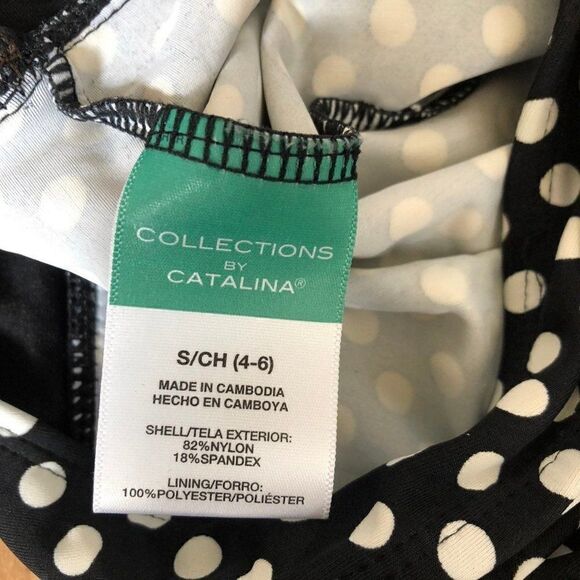 COLLECTIONS
BY
CATALINA®
S/CH (4-6)
MADE IN CAMBODIA
HECHO EN CAMBOYA
SHELL/TELA EXTERIOR:
82%NYLON
18%SPANDEX
LINING/FORRO:
100%POLYESTER/POLIÉSTER